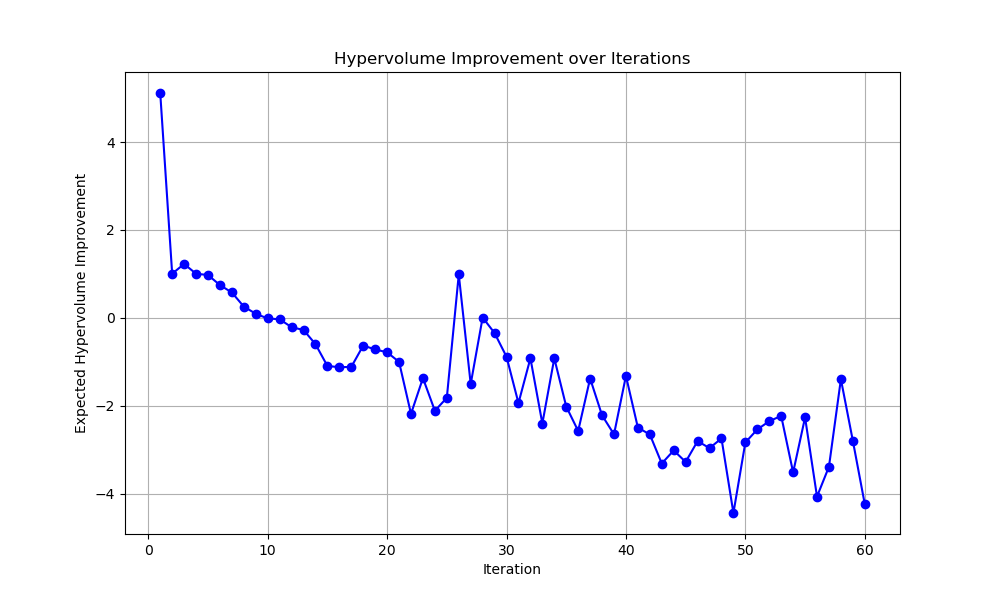 Hypervolume Improvement over Iterations
Expected Hypervolume Improvement
4
2
0
−2
−4
0 10 20 30 40 50 60
Iteration